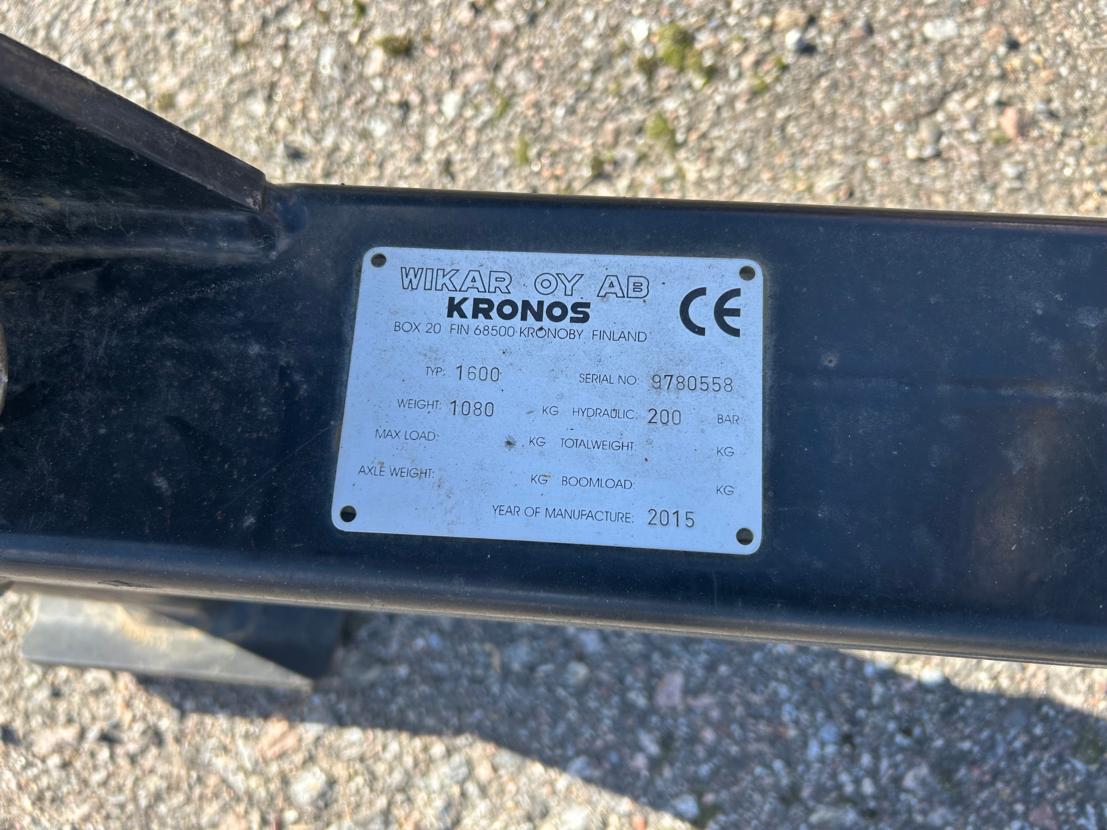 WIKAR OY AB
KRONOS
CE
BOX 20 FIN 68500 KRONOBY FINLAND
TYP: 1600 SERIAL NO: 9780558
WEIGHT: 1080 KG HYDRAULIC: 200 BAR
MAX LOAD: KG TOTALWEIGHT: KG
AXLE WEIGHT: KG BOOMLOAD: KG
YEAR OF MANUFACTURE: 2015